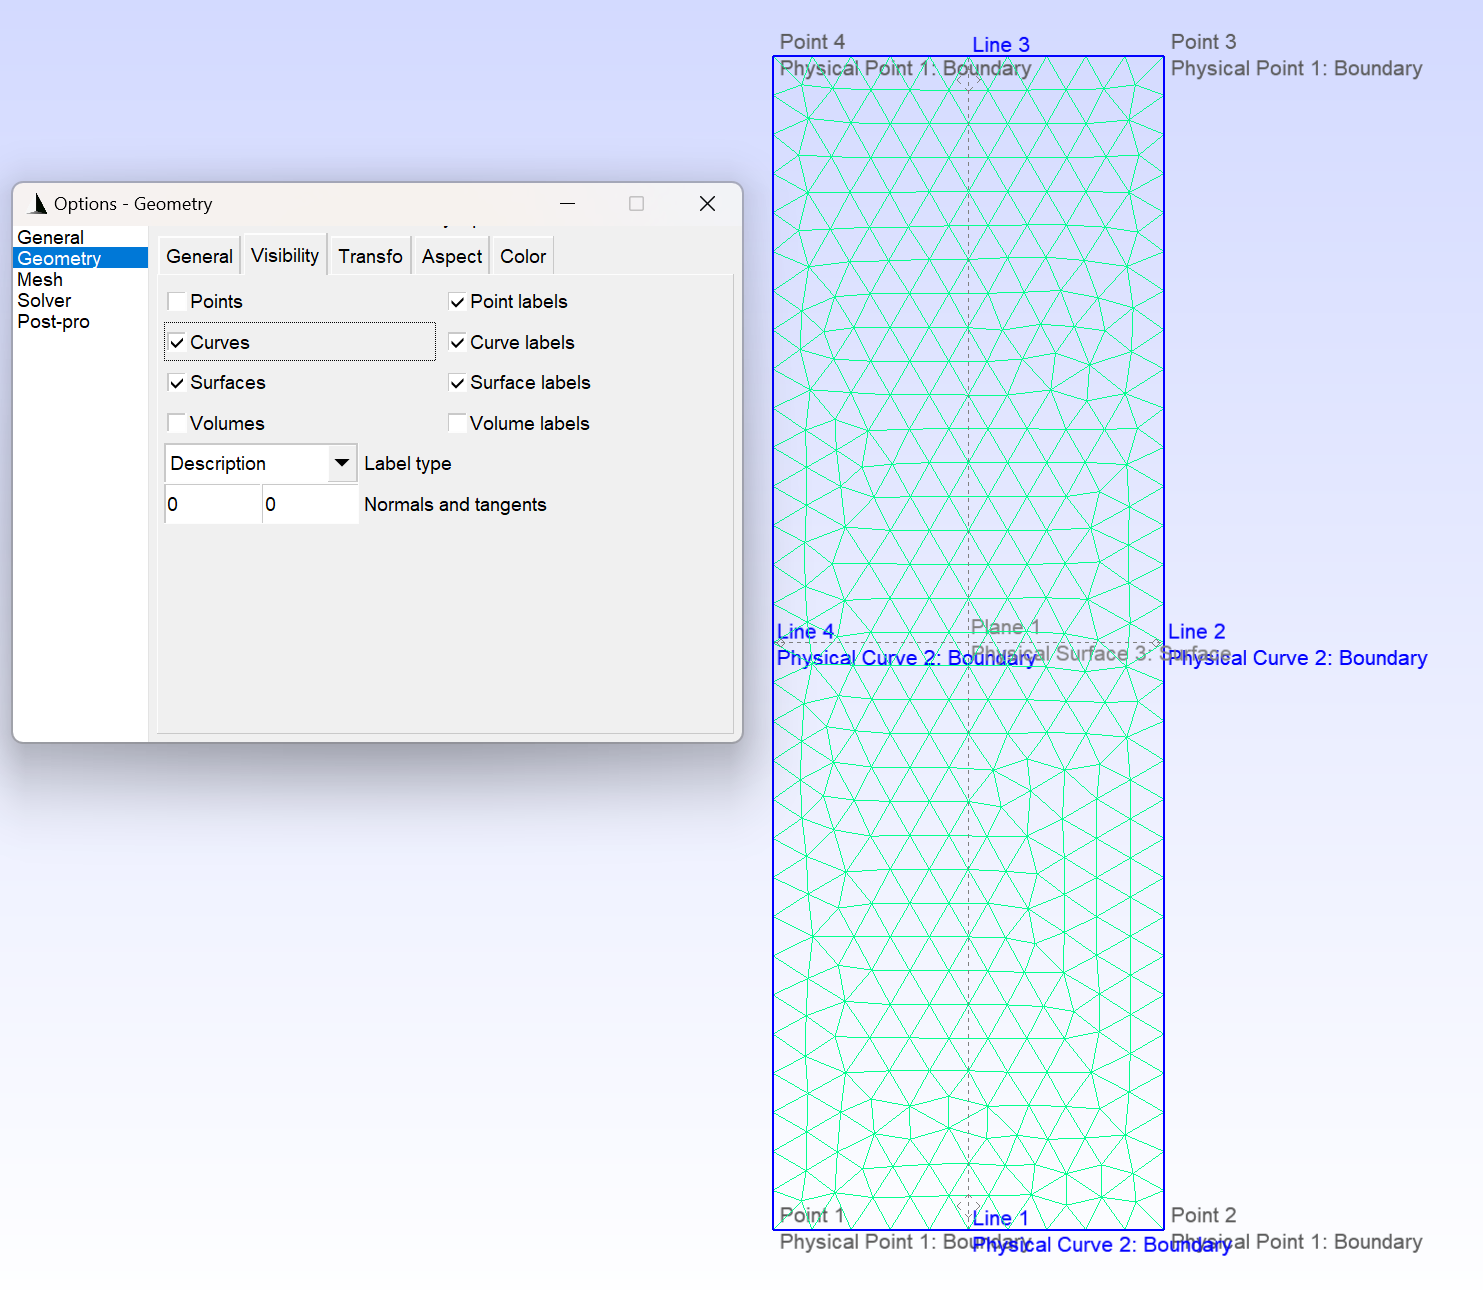 Options - Geometry
General
Geometry
Mesh
Solver
Post-pro
General Visibility Transfo Aspect Color
Points Point labels
Curves Curve labels
Surfaces Surface labels
Volumes Volume labels
Description Label type
0 0 Normals and tangents
Point 4 Line 3 Point 3
Physical Point 1: Boundary Physical Point 1: Boundary
Line 4 Plane 1 Line 2
Physical Curve 2: Boundary Physical Surface 3: Surface Physical Curve 2: Boundary
Point 1 Line 1 Point 2
Physical Point 1: Boundary Physical Curve 2: Boundary Physical Point 1: Boundary